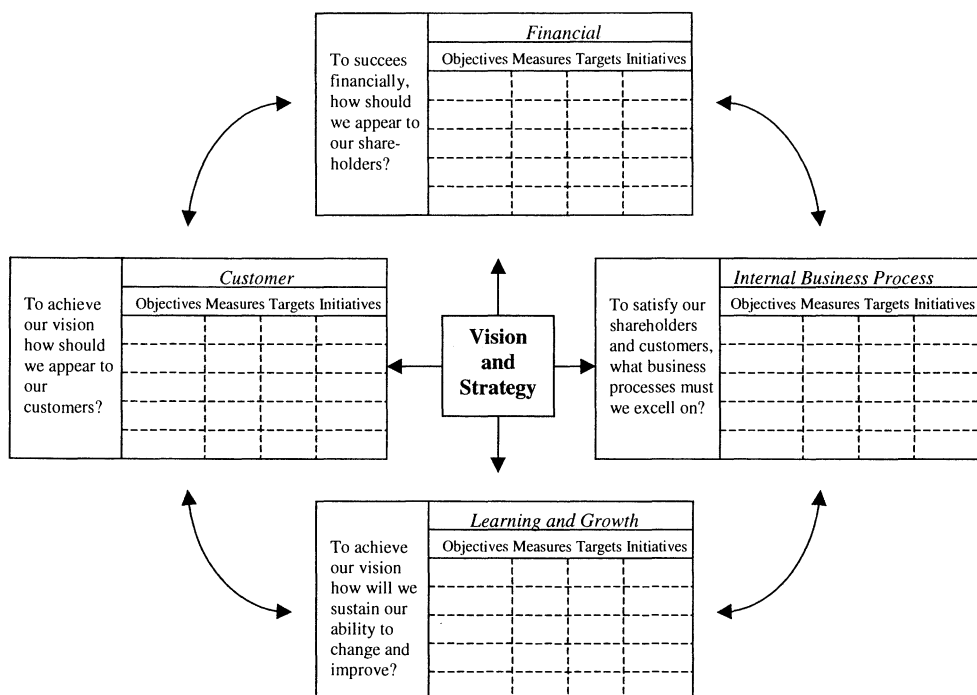 Financial
Objectives Measures Targets Initiatives
To succees
financially,
how should
we appear to
our share-
holders?
Customer
Objectives Measures Targets Initiatives
To achieve
our vision
how should
we appear to
our
customers?
Vision
and
Strategy
Internal Business Process
Objectives Measures Targets Initiatives
To satisfy our
shareholders
and customers,
what business
processes must
we excell on?
Learning and Growth
Objectives Measures Targets Initiatives
To achieve
our vision
how will we
sustain our
ability to
change and
improve?